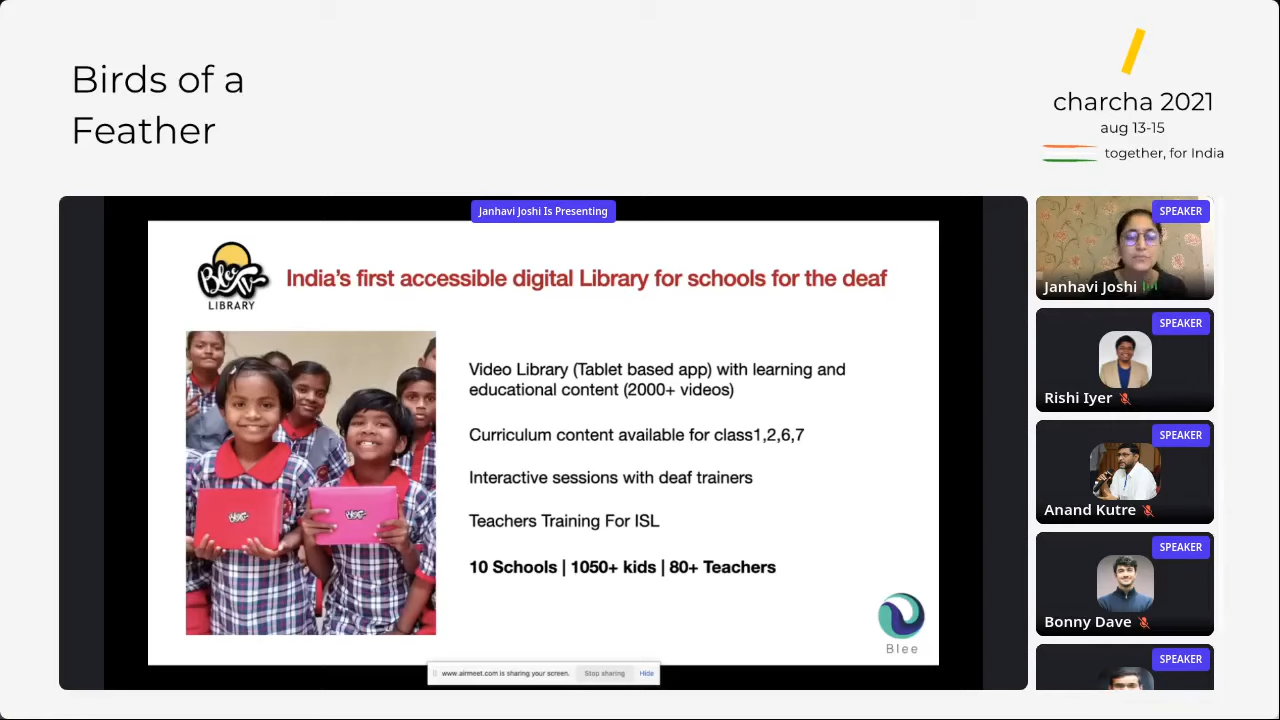 Birds of a
Feather
charcha 2021
aug 13-15
together, for India
Janhavi Joshi Is Presenting
Blee TV
LIBRARY
India's first accessible digital Library for schools for the deaf
Video Library (Tablet based app) with learning and
educational content (2000+ videos)
Curriculum content available for class1,2,6,7
Interactive sessions with deaf trainers
Teachers Training For ISL
10 Schools | 1050+ kids | 80+ Teachers
Blee
Blee
Blee
www.airmeet.com is sharing your screen.
Stop sharing
Hide
SPEAKER
Janhavi Joshi
SPEAKER
Rishi Iyer
SPEAKER
Anand Kutre
SPEAKER
Bonny Dave
SPEAKER